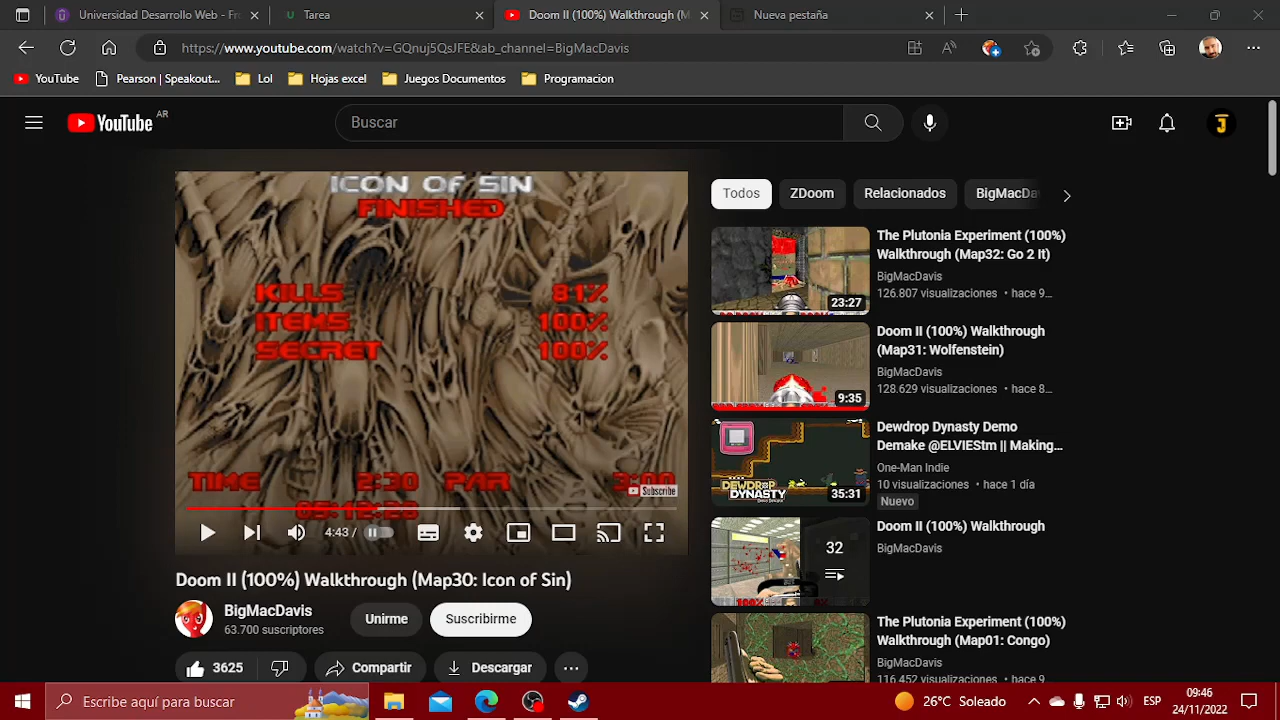 Universidad Desarrollo Web - Fr
Tarea
Doom II (100%) Walkthrough (M
Nueva pestaña
https://www.youtube.com/watch?v=GQnuj5QsJFE&ab_channel=BigMacDavis
YouTube
Pearson | Speakout...
Lol
Hojas excel
Juegos Documentos
Programacion
YouTube AR
Buscar
ICON OF SIN
FINISHED
KILLS 81%
ITEMS 100%
SECRET 100%
TIME 2:30 PAR 3:00
05:12:28
Subscribe
4:43 /
Doom II (100%) Walkthrough (Map30: Icon of Sin)
BigMacDavis
63.700 suscriptores
Unirme
Suscribirme
3625
Compartir
Descargar
Todos
ZDoom
Relacionados
BigMacDa
23:27
The Plutonia Experiment (100%)
Walkthrough (Map32: Go 2 It)
BigMacDavis
126.807 visualizaciones • hace 9...
9:35
Doom II (100%) Walkthrough
(Map31: Wolfenstein)
BigMacDavis
128.629 visualizaciones • hace 8...
DEWDROP
DYNASTY
35:31
Dewdrop Dynasty Demo
Demake @ELVIEStm || Making...
One-Man Indie
10 visualizaciones • hace 1 día
Nuevo
32
Doom II (100%) Walkthrough
BigMacDavis
The Plutonia Experiment (100%)
Walkthrough (Map01: Congo)
BigMacDavis
116.452 visualizaciones • hace 9...
Escribe aquí para buscar
26°C Soleado
ESP
09:46
24/11/2022